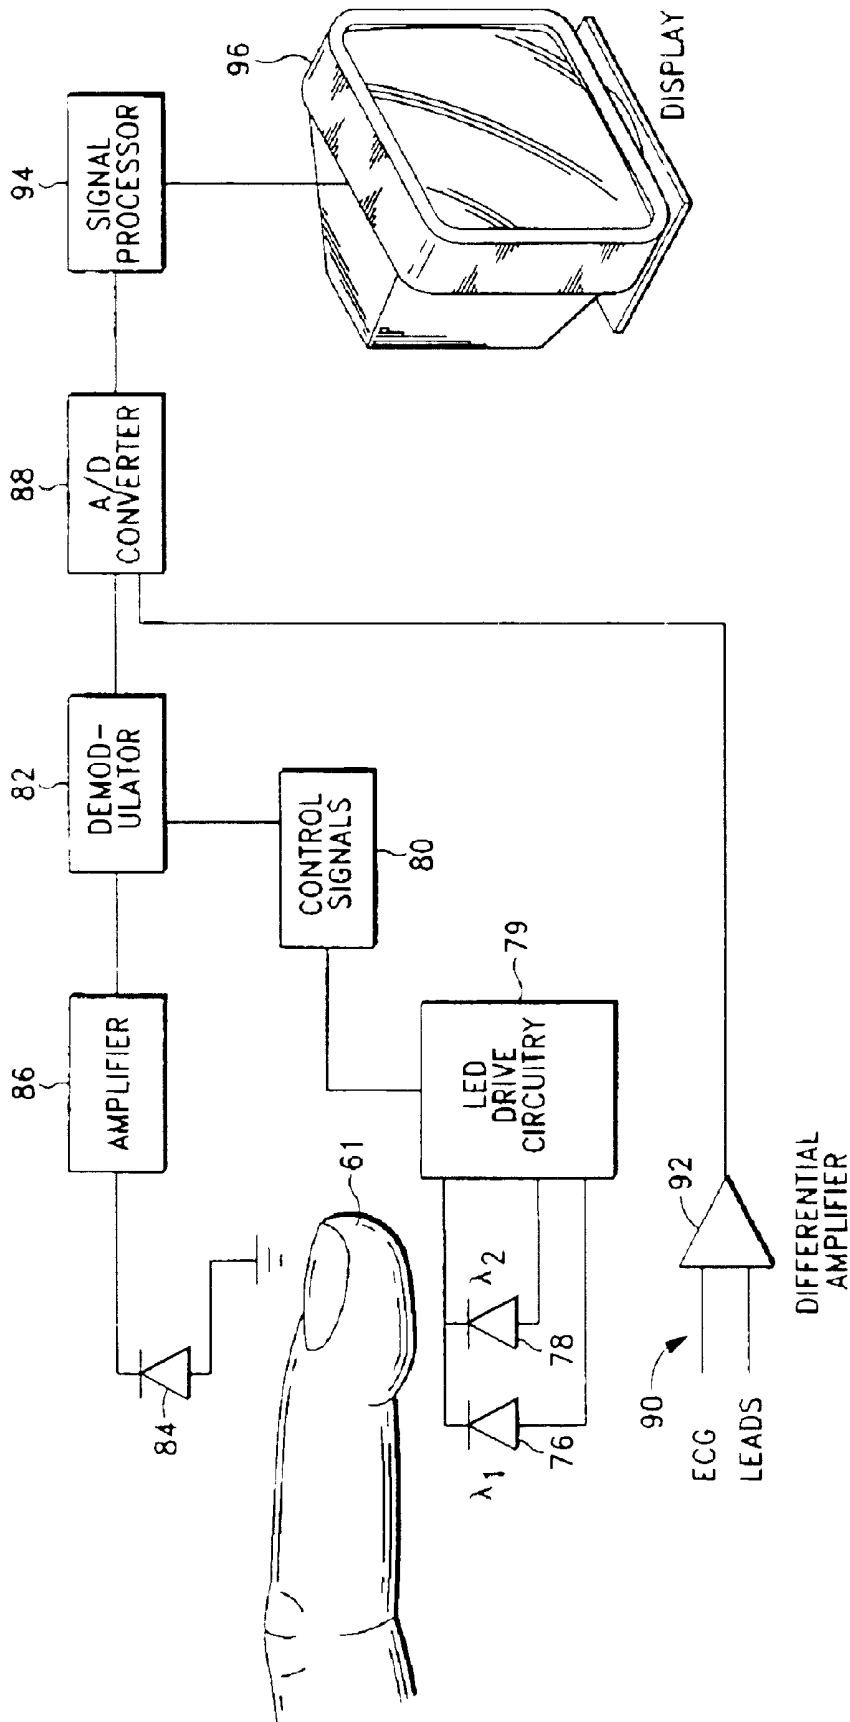 86
AMPLIFIER
82
DEMOD-
ULATOR
88
A/D
CONVERTER
94
SIGNAL
PROCESSOR
96
DISPLAY
CONTROL
SIGNALS
80
84
61
79
LED
DRIVE
CIRCUITRY
λ1
76
λ2
78
90
ECG
LEADS
92
DIFFERENTIAL
AMPLIFIER